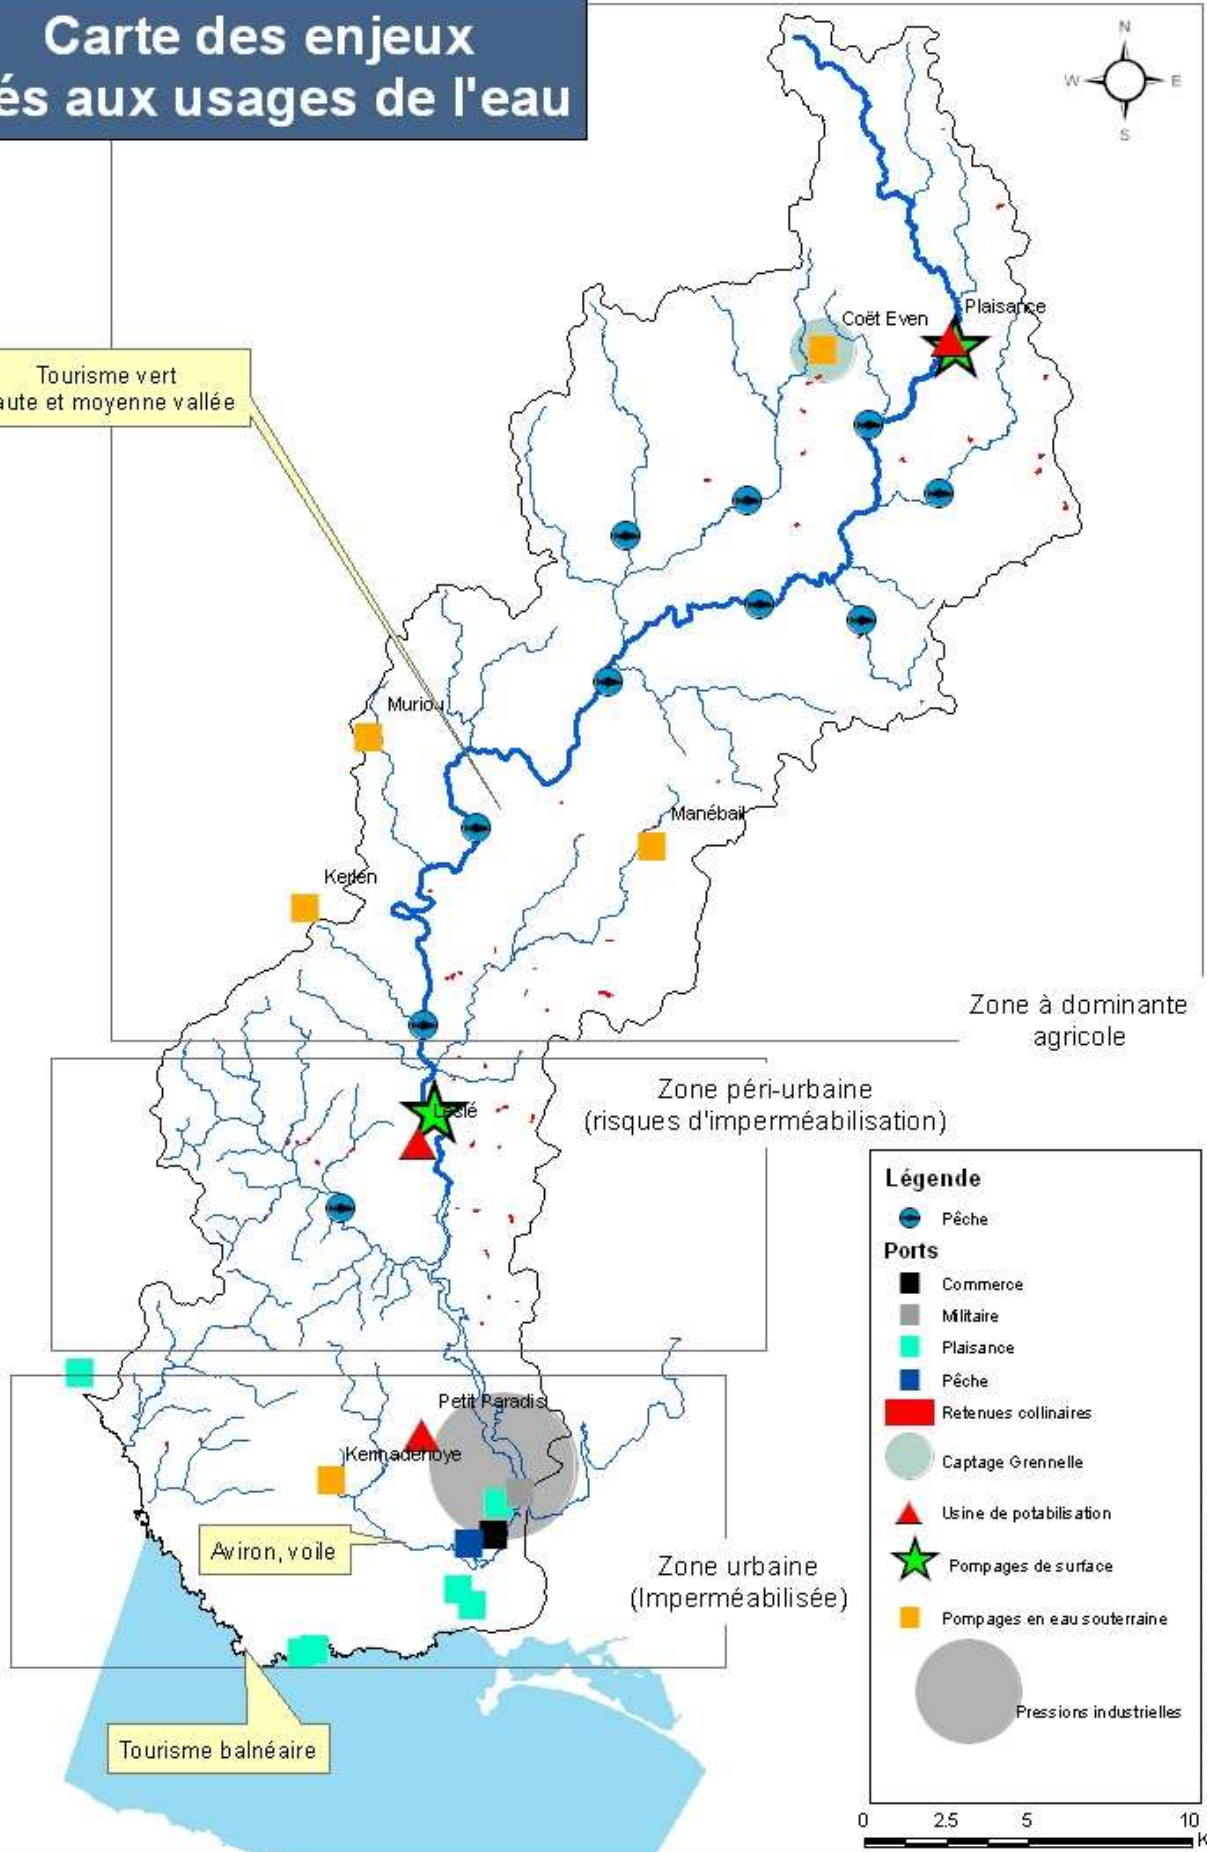 Carte des enjeux
és aux usages de l'eau
N
W
E
S
Plaisance
Coët Even
Tourisme vert
aute et moyenne vallée
Muriou
Manébail
Kerlén
Zone à dominante
agricole
Zone péri-urbaine
(risques d'imperméabilisation)
Leslé
Petit Paradis
Kermadehoye
Aviron, voile
Zone urbaine
(Imperméabilisée)
Tourisme balnéaire
Légende
Pêche
Ports
Commerce
Militaire
Plaisance
Pêche
Retenues collinaires
Captage Grennelle
Usine de potabilisation
Pompages de surface
Pompages en eau souterraine
Pressions industrielles
0 2.5 5 10
K